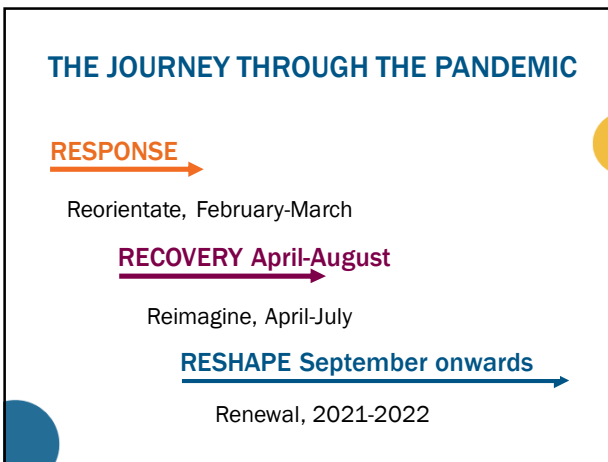 THE JOURNEY THROUGH THE PANDEMIC
RESPONSE
Reorientate, February-March
RECOVERY April-August
Reimagine, April-July
RESHAPE September onwards
Renewal, 2021-2022